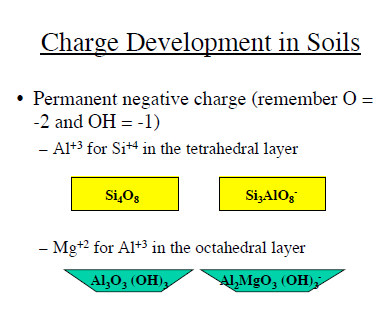 Charge Development in Soils
• Permanent negative charge (remember O =
-2 and OH = -1)
– Al⁺³ for Si⁺⁴ in the tetrahedral layer
Si₄O₈ Si₃AlO₈⁻
– Mg⁺² for Al⁺³ in the octahedral layer
Al₃O₃ (OH)₃ Al₂MgO₃ (OH)₃⁻